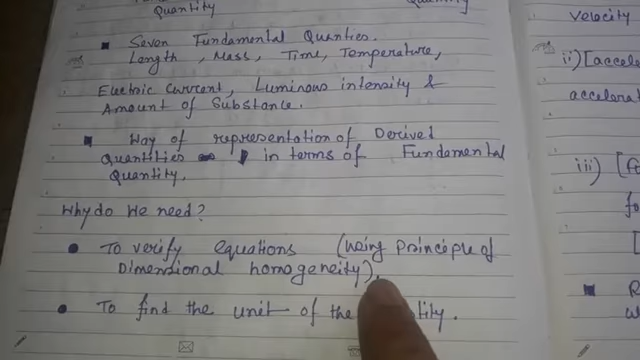 Quantity
Seven Fundamental Quanties.
Length, Mass, Time, Temperature,
Electric Current, Luminous intensity &
Amount of Substance.
Way of representation of Derived
Quantities in terms of Fundamental
Quantity.
Why do We need?
To verify equations (using Principle of
Dimensional homogeneity).
To find the unit of the
Velocity
ii) [accele
accelera
iii)